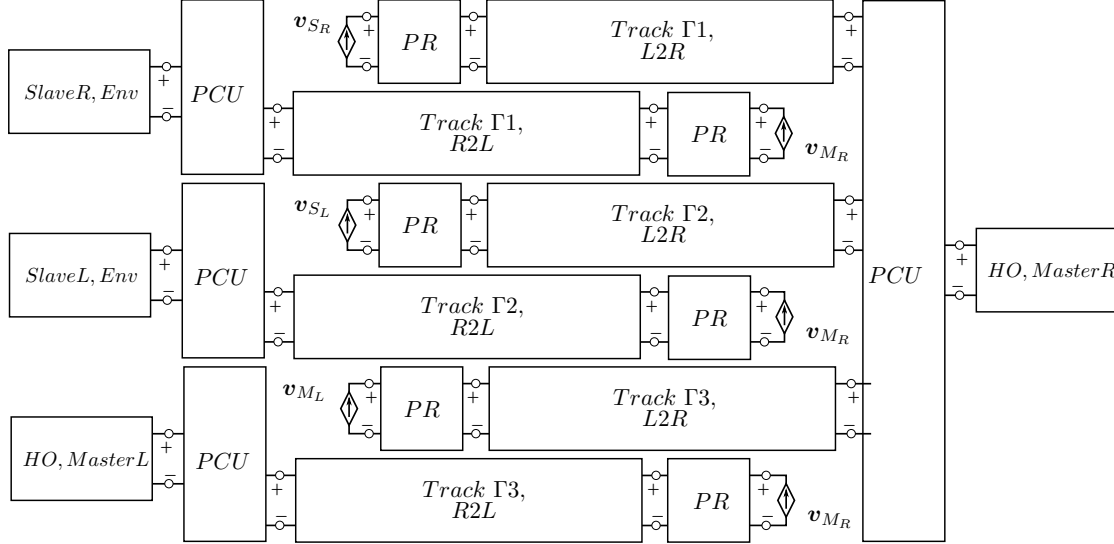 v_{S_R}
+
−
PR
+
−
Track Γ1,
L2R
+
−
SlaveR, Env
+
−
PCU
+
−
Track Γ1,
R2L
+
−
PR
+
−
v_{M_R}
v_{S_L}
+
−
PR
+
−
Track Γ2,
L2R
+
−
SlaveL, Env
+
−
PCU
+
−
Track Γ2,
R2L
+
−
PR
+
−
v_{M_R}
PCU
+
−
HO, MasterR
v_{M_L}
+
−
PR
+
−
Track Γ3,
L2R
+
−
HO, MasterL
+
−
PCU
+
−
Track Γ3,
R2L
+
−
PR
+
−
v_{M_R}